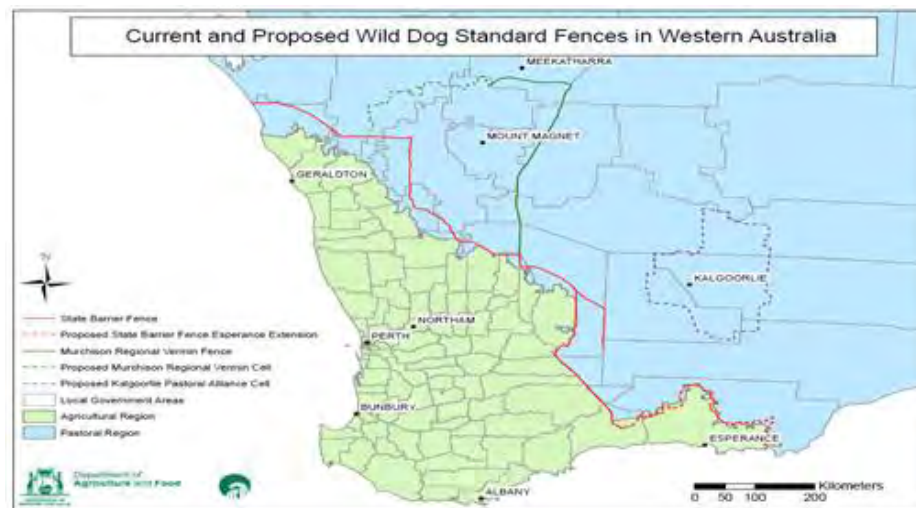 Current and Proposed Wild Dog Standard Fences in Western Australia
MEEKATHARRA
MOUNT MAGNET
GERALDTON
KALGOORLIE
N
State Barrier Fence
Proposed State Barrier Fence Esperance Extension
NORTHAM
Murchison Regional Vermin Fence
PERTH
Proposed Murchison Regional Vermin Cell
Proposed Kalgoorlie Pastoral Alliance Cell
Local Government Areas
Agricultural Region
BUNBURY
Pastoral Region
ESPERANCE
Department of
Agriculture and Food
ALBANY
Kilometers
0 25 50 100 150 200